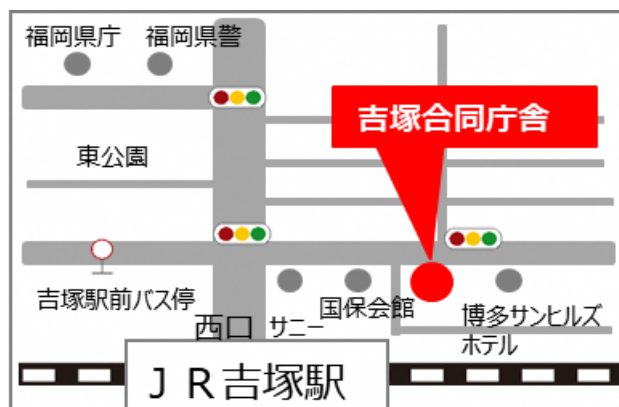 福岡県庁
福岡県警
吉塚合同庁舎
東公園
吉塚駅前バス停
西口
サニー
国保会館
博多サンヒルズ
ホテル
ＪＲ吉塚駅